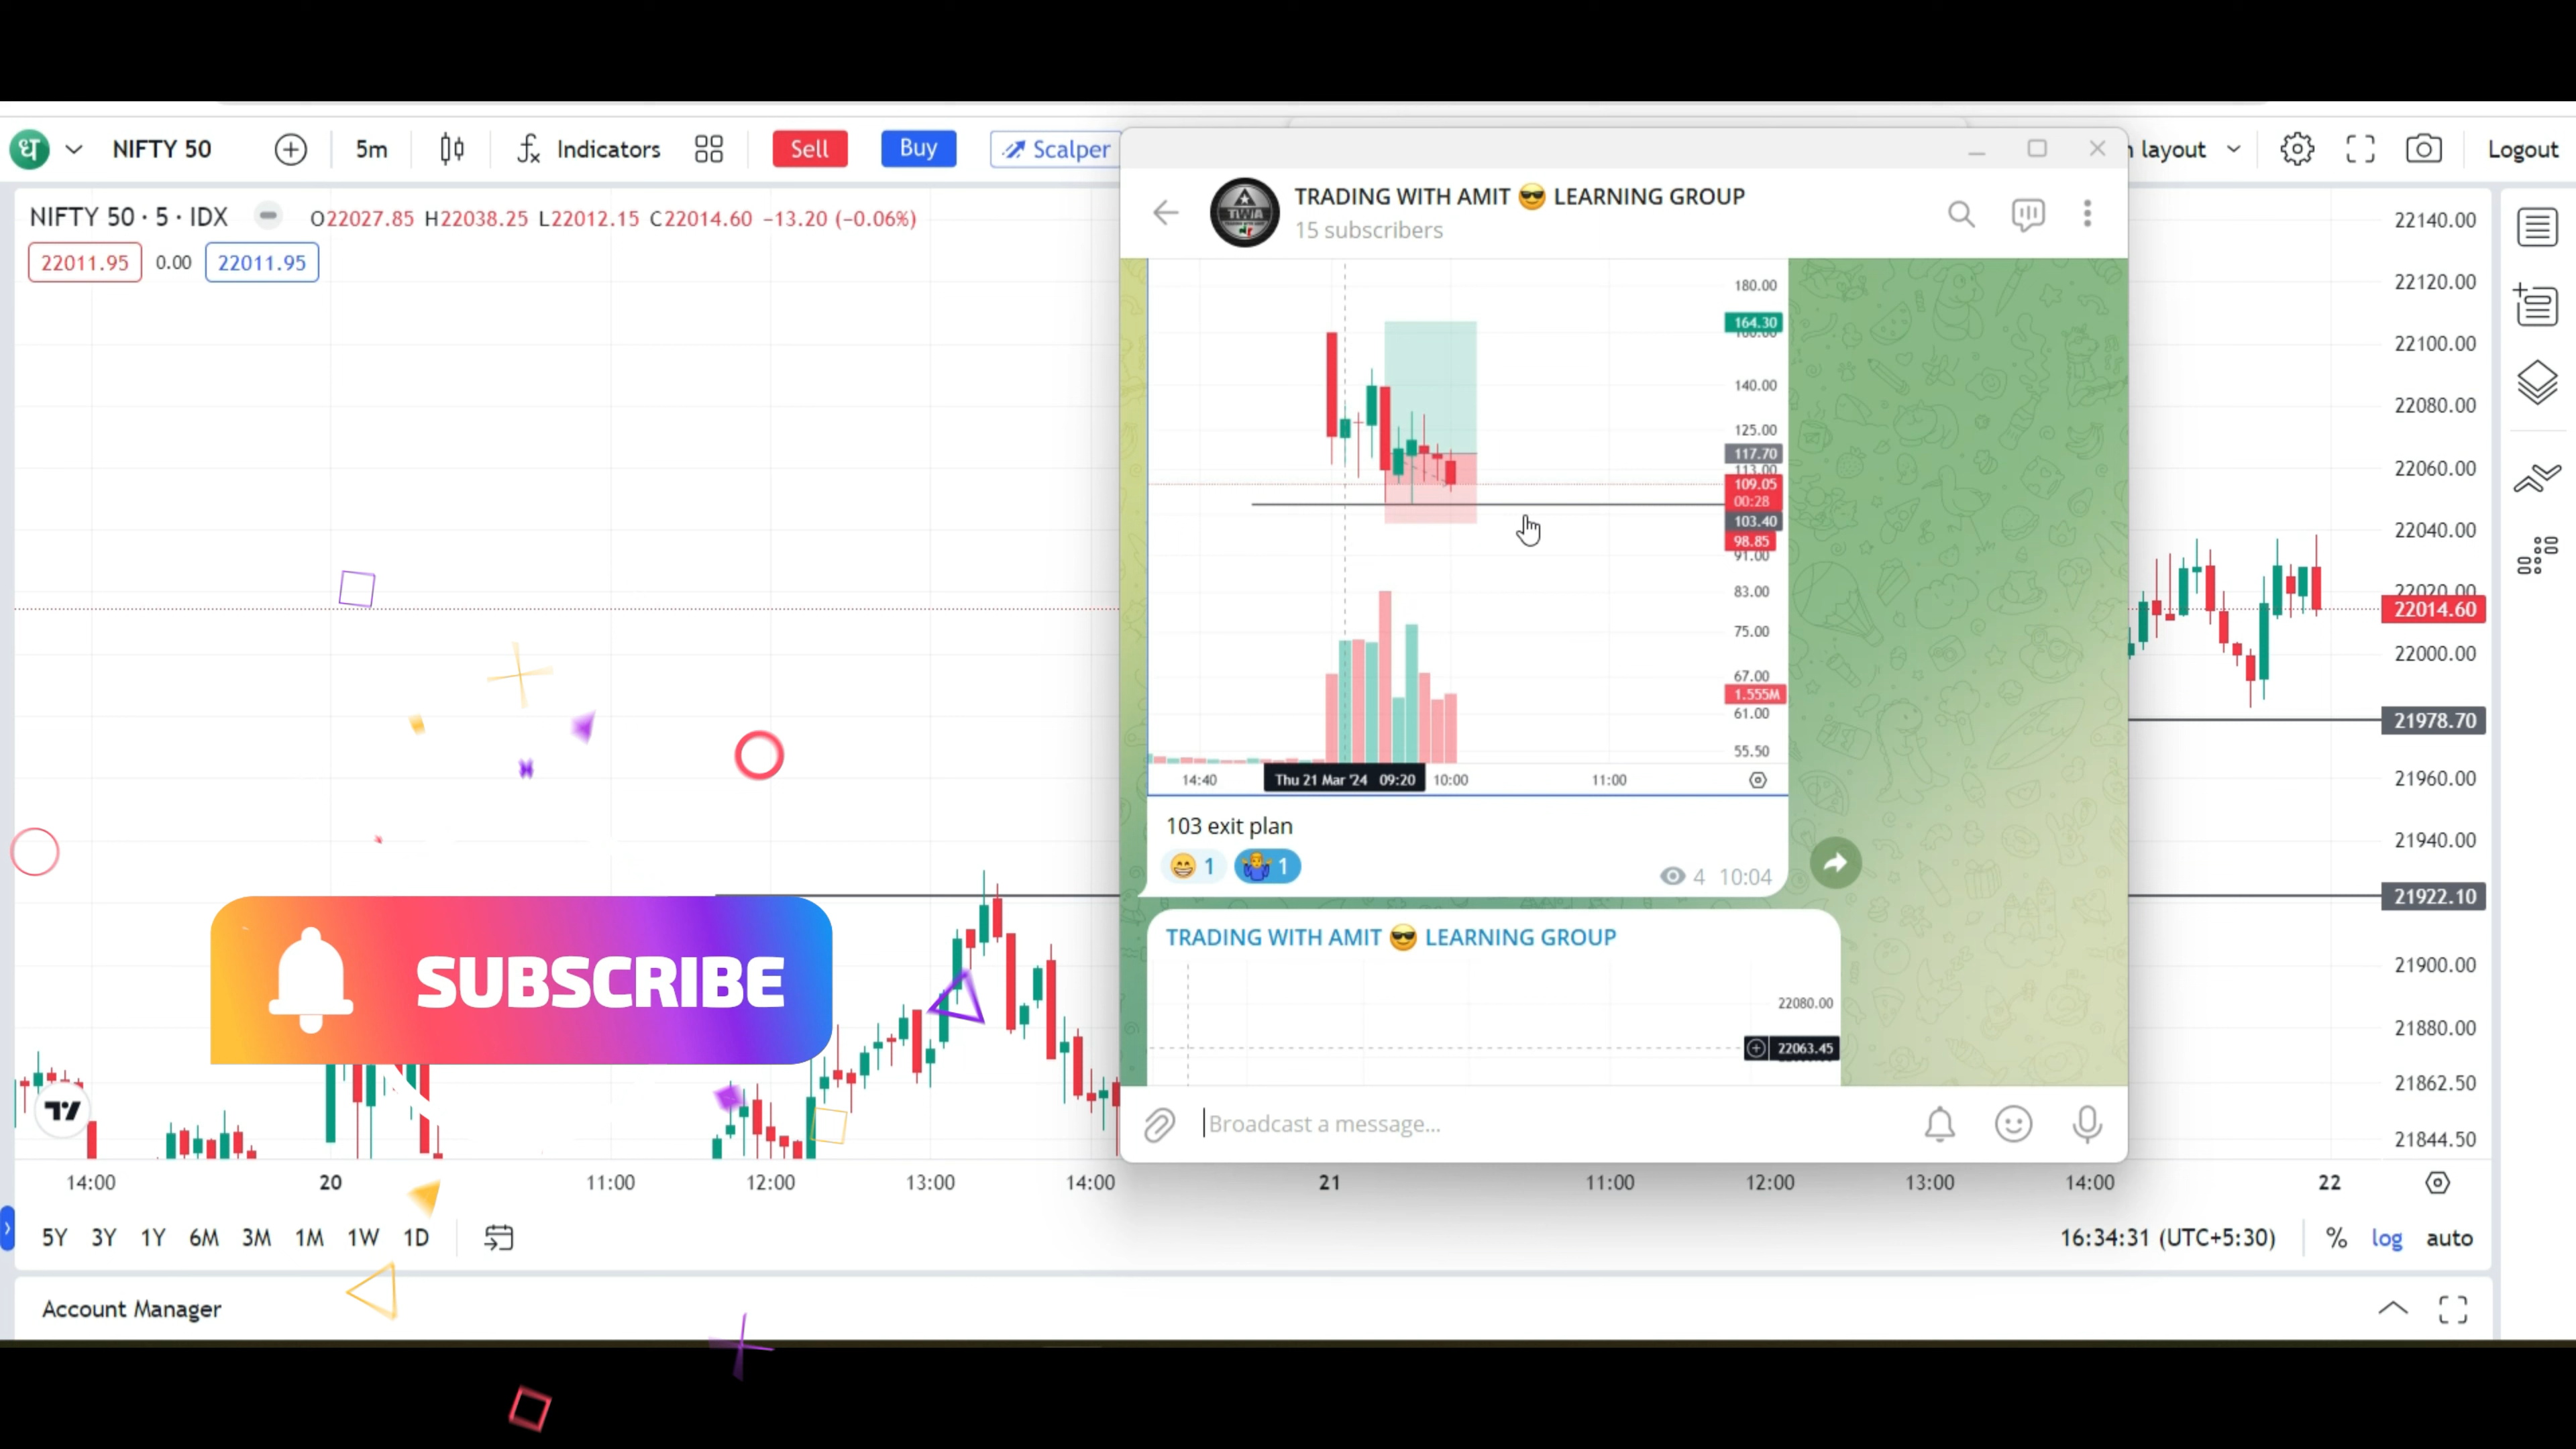 ध NIFTY 50 5m Indicators Sell Buy Scalper layout Logout
NIFTY 50 · 5 · IDX O22027.85 H22038.25 L22012.15 C22014.60 −13.20 (−0.06%)
22011.95 0.00 22011.95
TRADING WITH AMIT 😎 LEARNING GROUP
15 subscribers
TIWA
180.00
164.30
140.00
125.00
117.70
113.00
109.05
00:28
103.40
98.85
91.00
83.00
75.00
67.00
1.555M
61.00
55.50
14:40 Thu 21 Mar '24 09:20 10:00 11:00
103 exit plan
😁 1 🤷‍♂️ 1 4 10:04
TRADING WITH AMIT 😎 LEARNING GROUP
22080.00
22063.45
Broadcast a message...
22140.00
22120.00
22100.00
22080.00
22060.00
22040.00
22020.00
22014.60
22000.00
21978.70
21960.00
21940.00
21922.10
21900.00
21880.00
21862.50
21844.50
SUBSCRIBE
14:00 20 11:00 12:00 13:00 14:00 21 11:00 12:00 13:00 14:00 22
5Y 3Y 1Y 6M 3M 1M 1W 1D 16:34:31 (UTC+5:30) % log auto
Account Manager